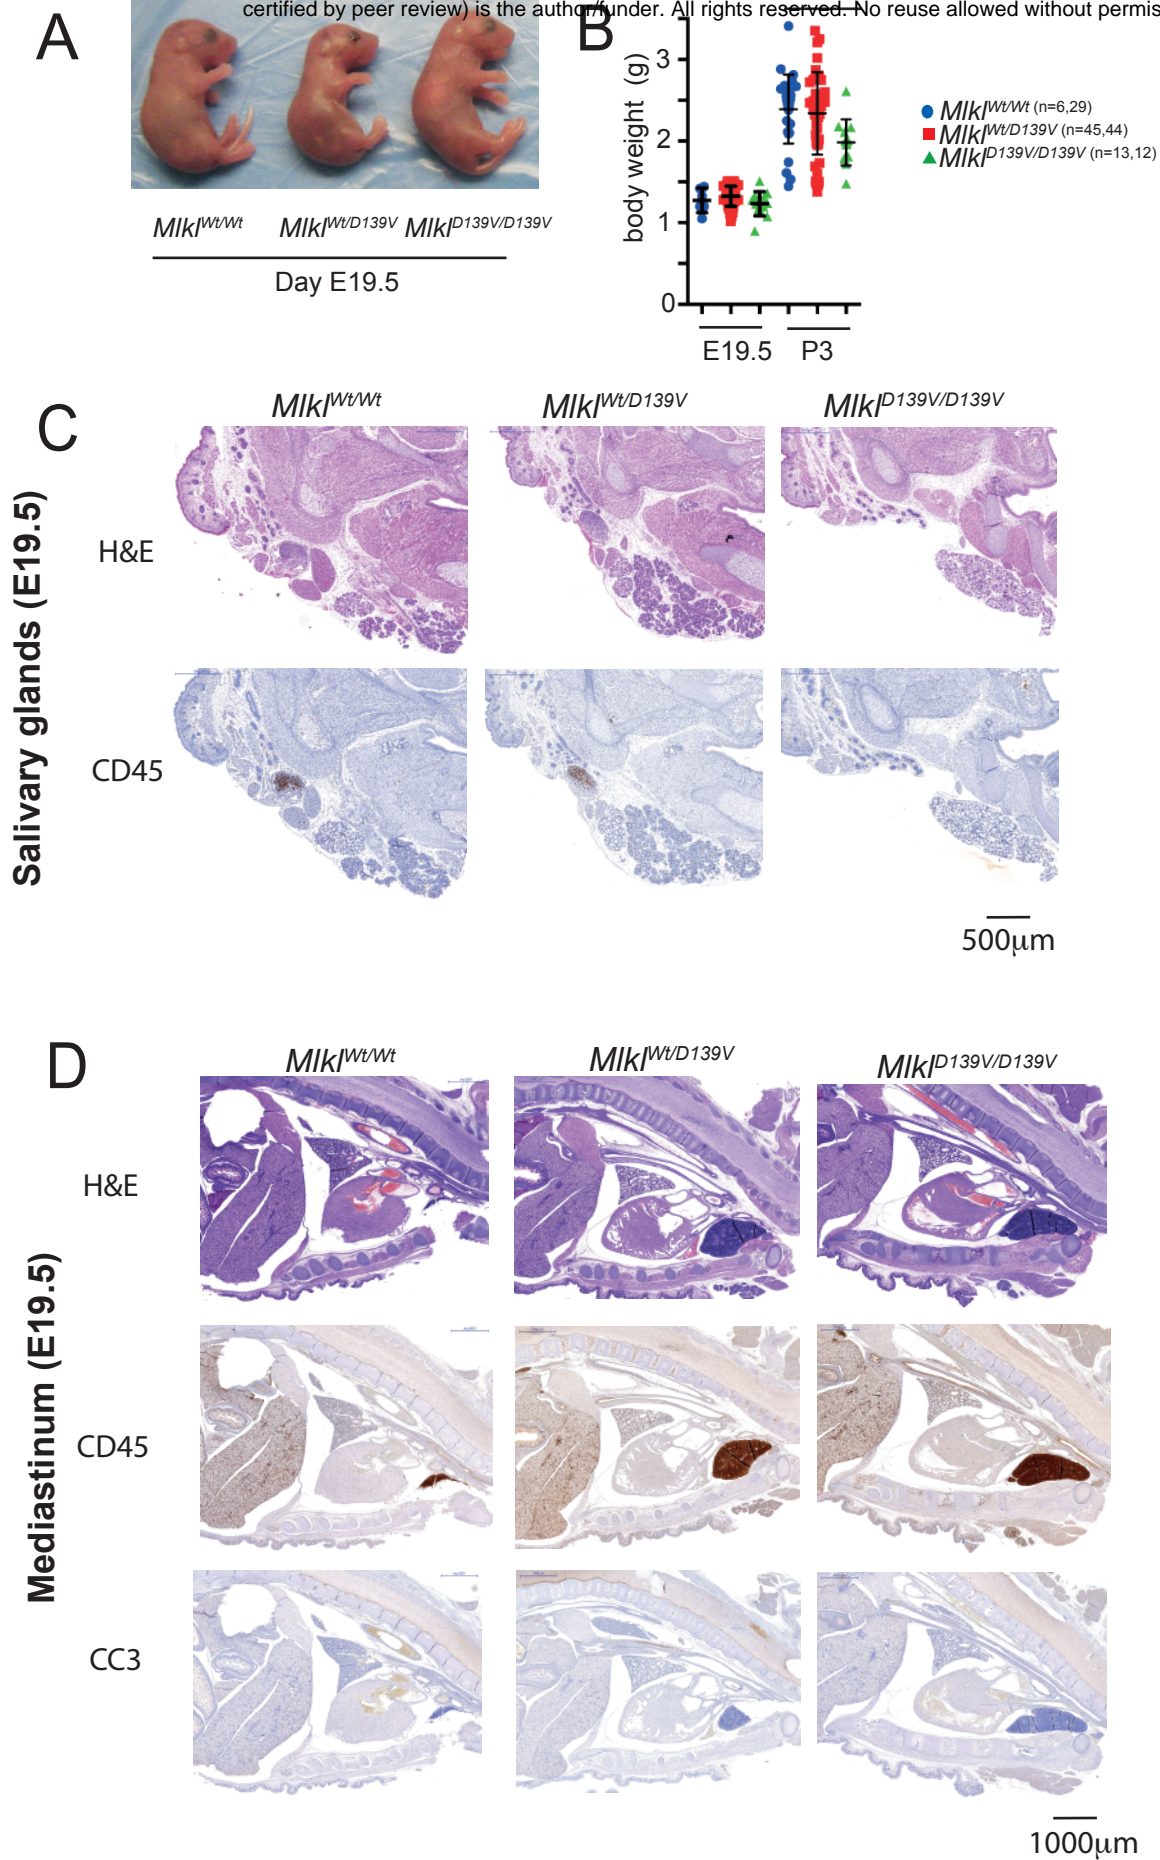 certified by peer review) is the author/funder. All rights reserved. No reuse allowed without permis
A
Mlkl^Wt/Wt Mlkl^Wt/D139V Mlkl^D139V/D139V
Day E19.5
B
body weight (g)
3
2
1
0
E19.5 P3
Mlkl^Wt/Wt (n=6,29)
Mlkl^Wt/D139V (n=45,44)
Mlkl^D139V/D139V (n=13,12)
C
Mlkl^Wt/Wt Mlkl^Wt/D139V Mlkl^D139V/D139V
Salivary glands (E19.5)
H&E
CD45
500μm
D
Mlkl^Wt/Wt Mlkl^Wt/D139V Mlkl^D139V/D139V
Mediastinum (E19.5)
H&E
CD45
CC3
1000μm